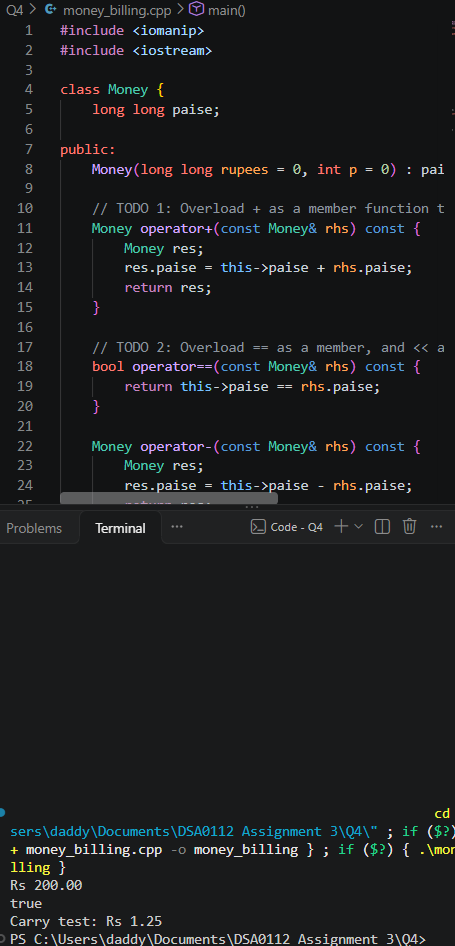 Q4 > money_billing.cpp > main()
1 #include <iomanip>
2 #include <iostream>
3
4 class Money {
5 long long paise;
6
7 public:
8 Money(long long rupees = 0, int p = 0) : pai
9
10 // TODO 1: Overload + as a member function t
11 Money operator+(const Money& rhs) const {
12 Money res;
13 res.paise = this->paise + rhs.paise;
14 return res;
15 }
16
17 // TODO 2: Overload == as a member, and << a
18 bool operator==(const Money& rhs) const {
19 return this->paise == rhs.paise;
20 }
21
22 Money operator-(const Money& rhs) const {
23 Money res;
24 res.paise = this->paise - rhs.paise;
Problems Terminal ··· Code - Q4 ···
cd
sers\daddy\Documents\DSA0112 Assignment 3\Q4\" ; if ($?)
+ money_billing.cpp -o money_billing } ; if ($?) { .\mon
lling }
Rs 200.00
true
Carry test: Rs 1.25
PS C:\Users\daddy\Documents\DSA0112 Assignment 3\Q4>